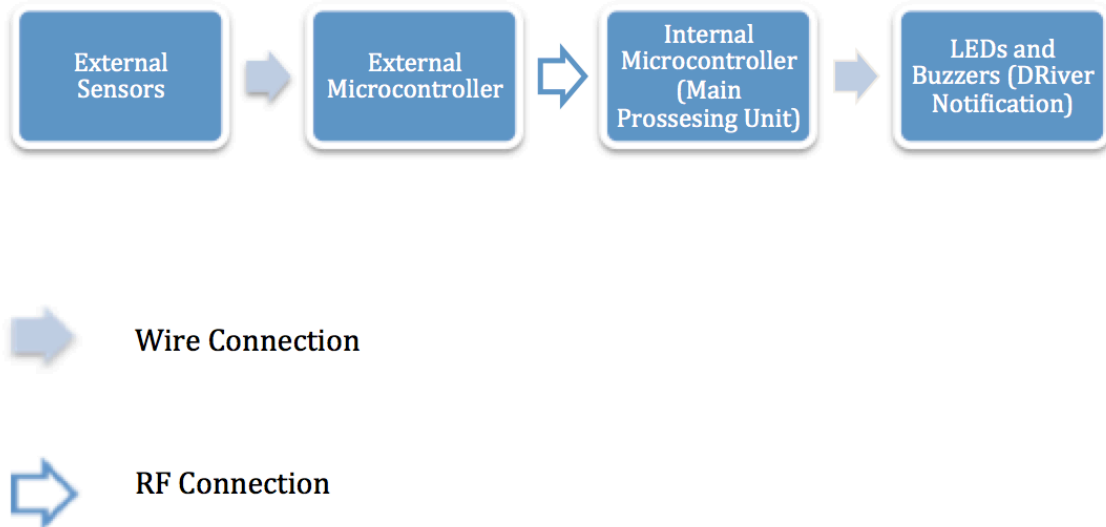 External
Sensors
External
Microcontroller
Internal
Microcontroller
(Main
Prossesing Unit)
LEDs and
Buzzers (DRiver
Notification)
Wire Connection
RF Connection